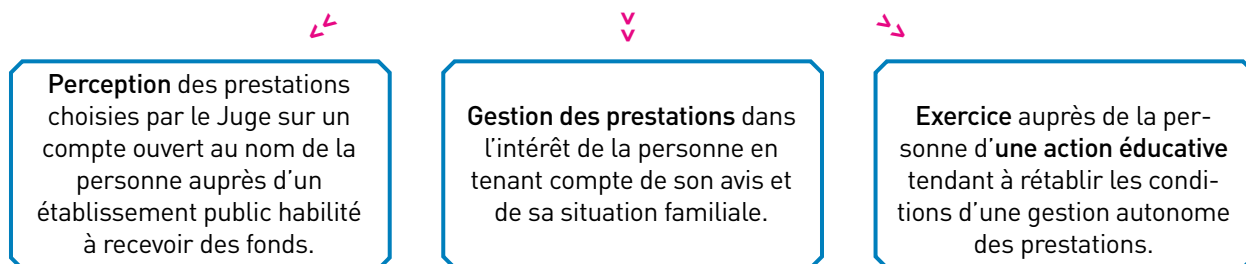 Perception des prestations
choisies par le Juge sur un
compte ouvert au nom de la
personne auprès d'un
établissement public habilité
à recevoir des fonds.
Gestion des prestations dans
l'intérêt de la personne en
tenant compte de son avis et
de sa situation familiale.
Exercice auprès de la per-
sonne d'une action éducative
tendant à rétablir les condi-
tions d'une gestion autonome
des prestations.